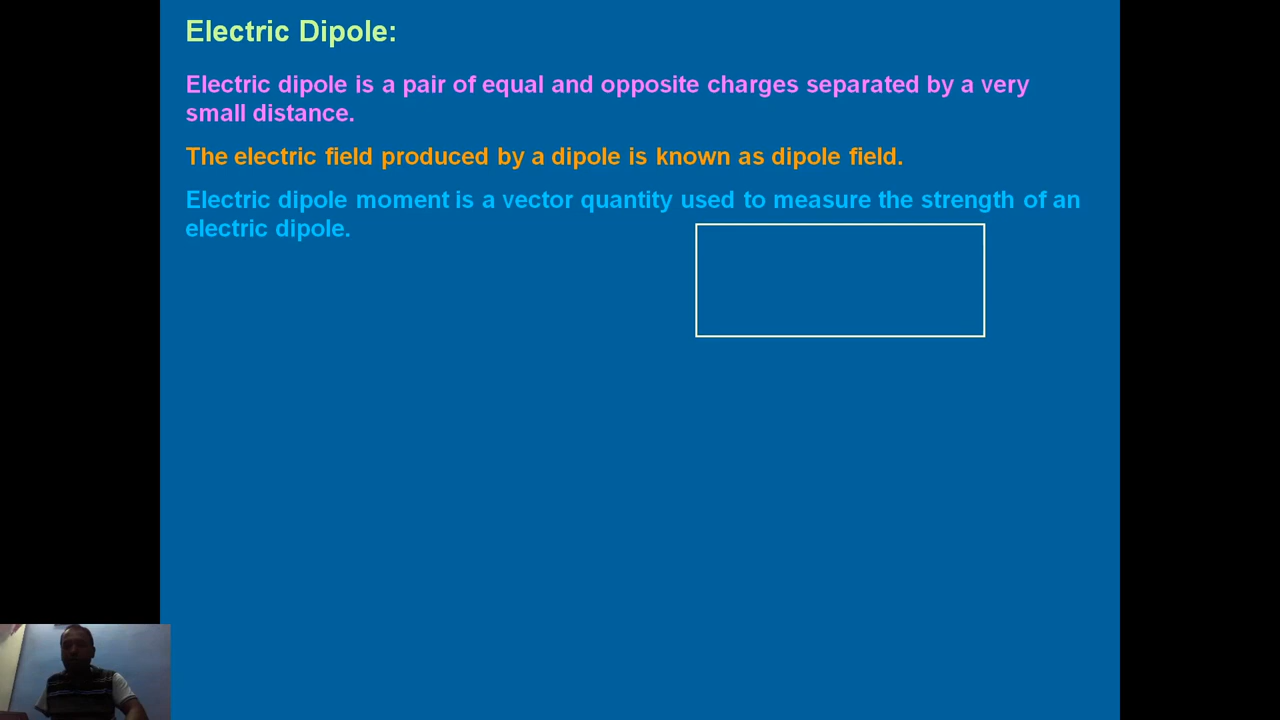 Electric Dipole:
Electric dipole is a pair of equal and opposite charges separated by a very
small distance.
The electric field produced by a dipole is known as dipole field.
Electric dipole moment is a vector quantity used to measure the strength of an
electric dipole.